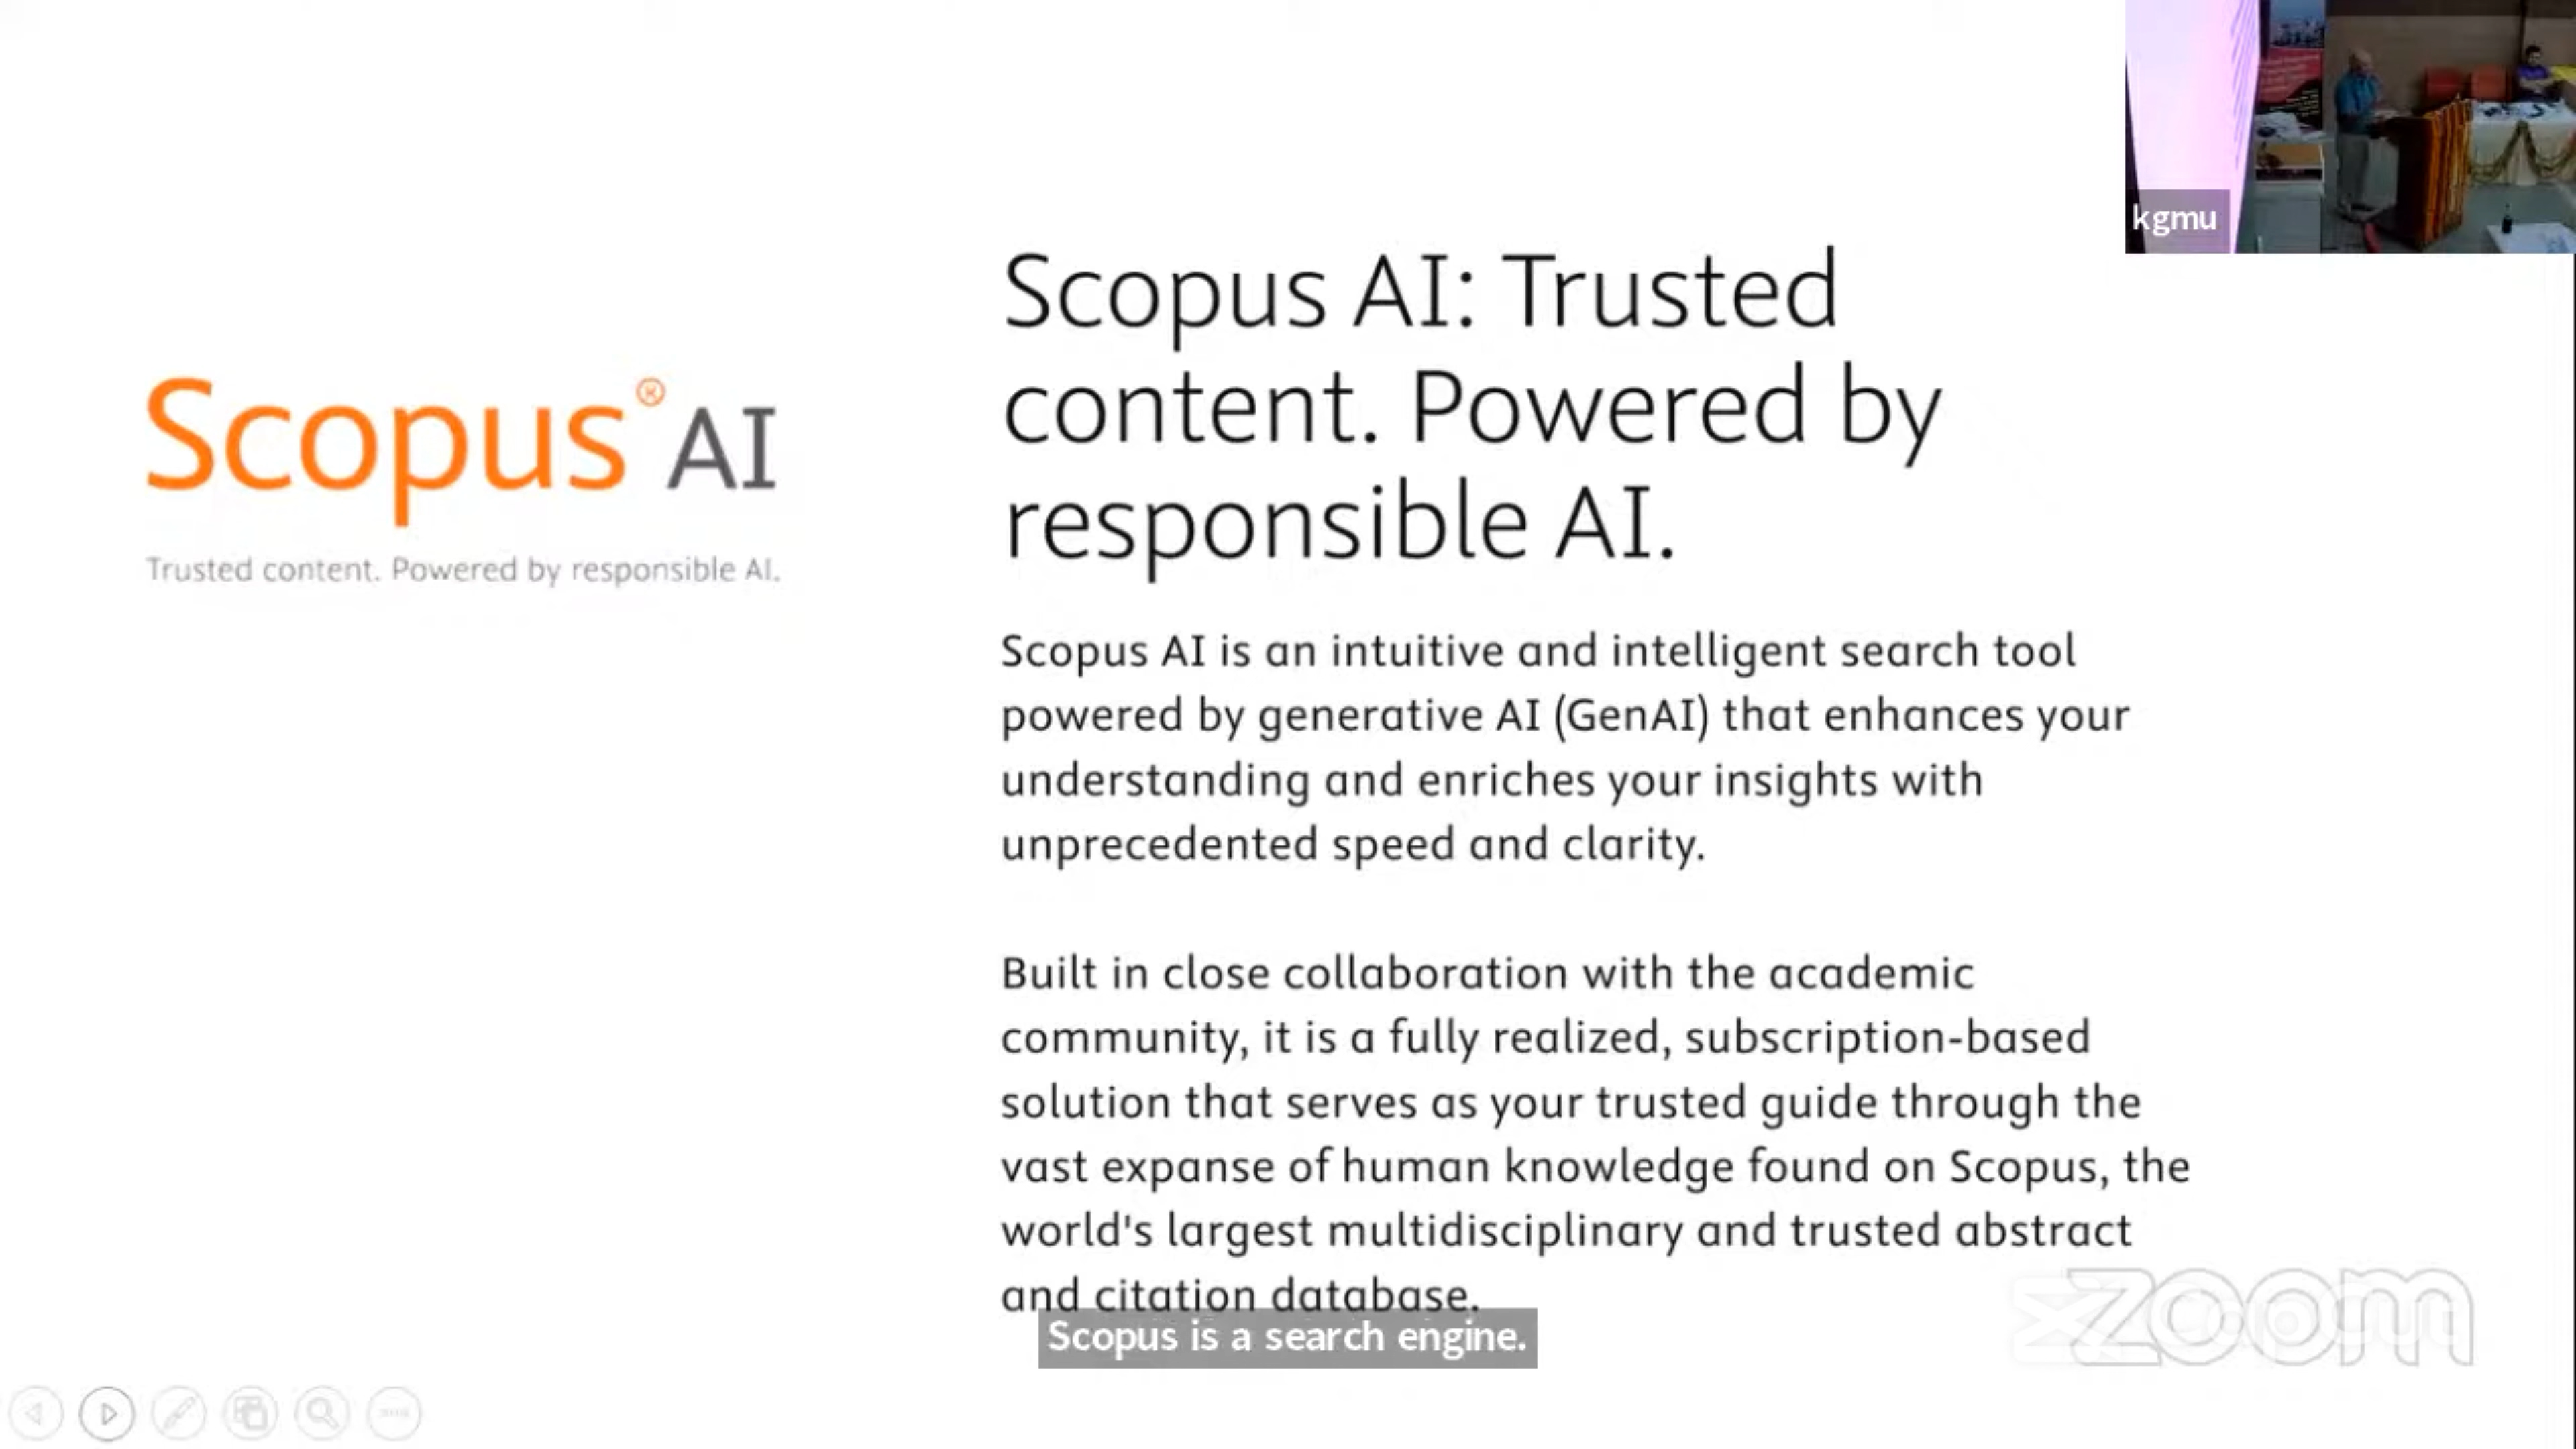 kgmu
Scopus® AI
Trusted content. Powered by responsible AI.
Scopus AI: Trusted
content. Powered by
responsible AI.
Scopus AI is an intuitive and intelligent search tool
powered by generative AI (GenAI) that enhances your
understanding and enriches your insights with
unprecedented speed and clarity.
Built in close collaboration with the academic
community, it is a fully realized, subscription-based
solution that serves as your trusted guide through the
vast expanse of human knowledge found on Scopus, the
world's largest multidisciplinary and trusted abstract
and citation database.
Scopus is a search engine.
zoom